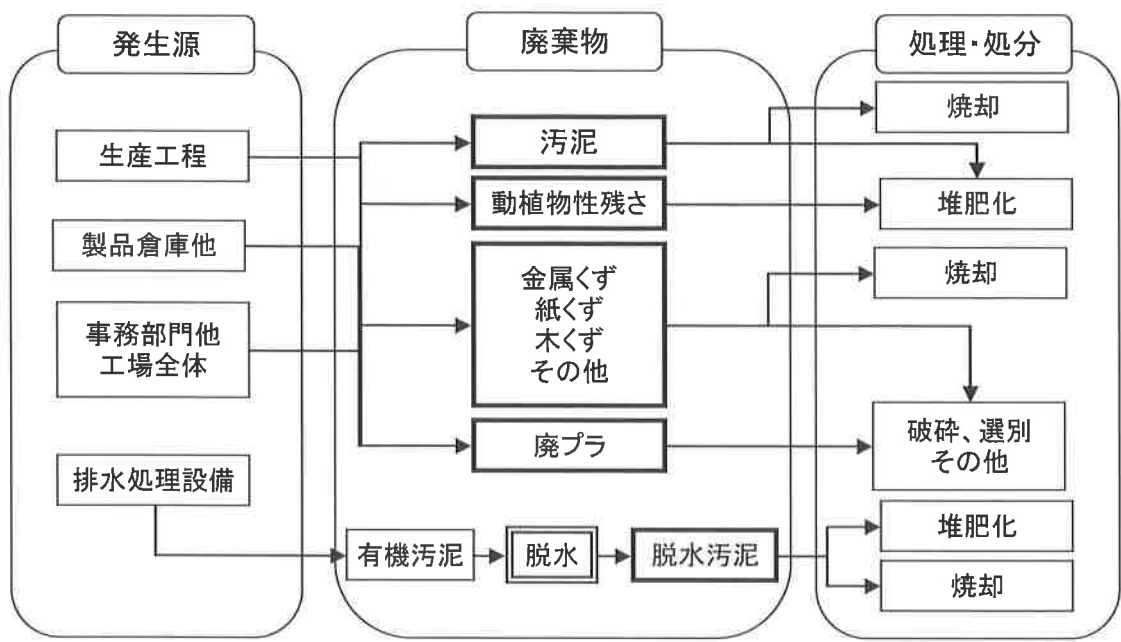 発生源
生産工程
製品倉庫他
事務部門他
工場全体
排水処理設備
廃棄物
汚泥
動植物性残さ
金属くず
紙くず
木くず
その他
廃プラ
有機汚泥
脱水
脱水汚泥
処理・処分
焼却
堆肥化
焼却
破砕、選別
その他
堆肥化
焼却